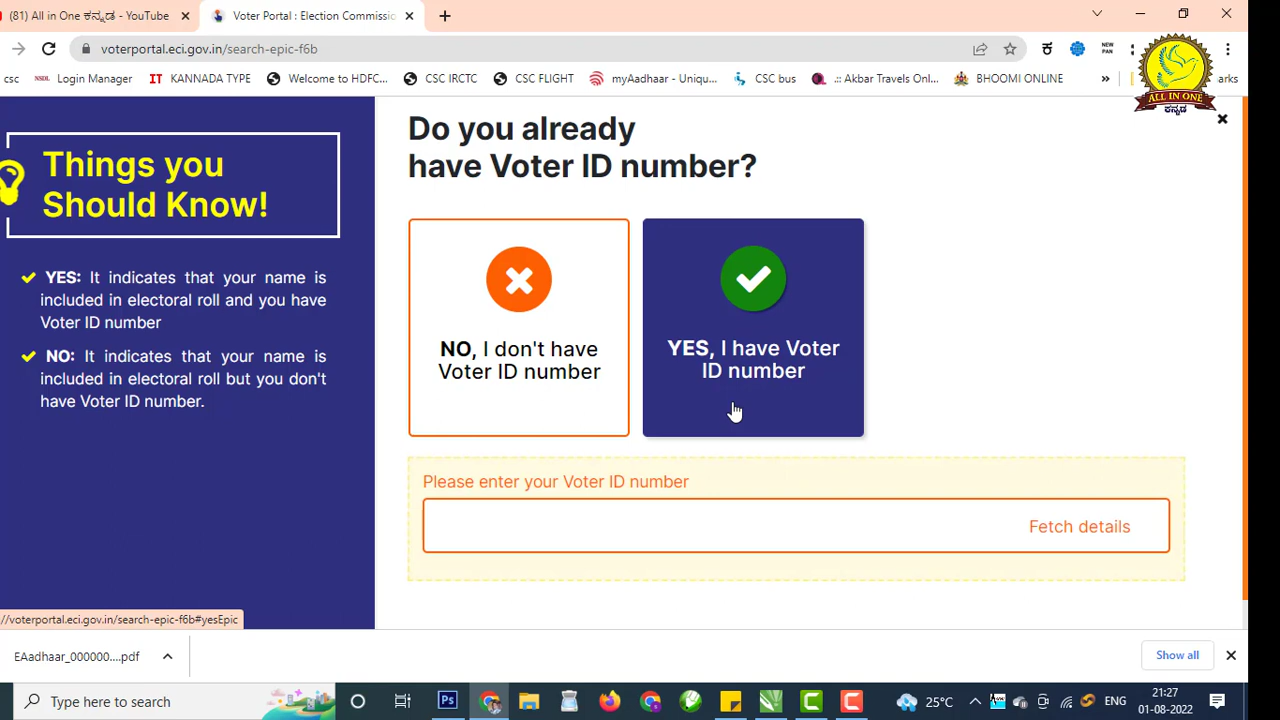 (81) All in One ಕನ್ನಡ - YouTube
Voter Portal : Election Commissio
voterportal.eci.gov.in/search-epic-f6b
ಕ
NEW PAN
csc
NSDL Login Manager
IT KANNADA TYPE
Welcome to HDFC...
CSC IRCTC
CSC FLIGHT
myAadhaar - Uniqu...
CSC bus
.:: Akbar Travels Onl...
BHOOMI ONLINE
»
arks
ALL IN ONE
ಕನ್ನಡ
Things you
Should Know!
YES: It indicates that your name is
included in electoral roll and you have
Voter ID number
NO: It indicates that your name is
included in electoral roll but you don't
have Voter ID number.
Do you already
have Voter ID number?
NO, I don't have
Voter ID number
YES, I have Voter
ID number
Please enter your Voter ID number
Fetch details
//voterportal.eci.gov.in/search-epic-f6b#yesEpic
EAadhaar_000000....pdf
Show all
Type here to search
Ps
25°C
ENG
21:27
01-08-2022